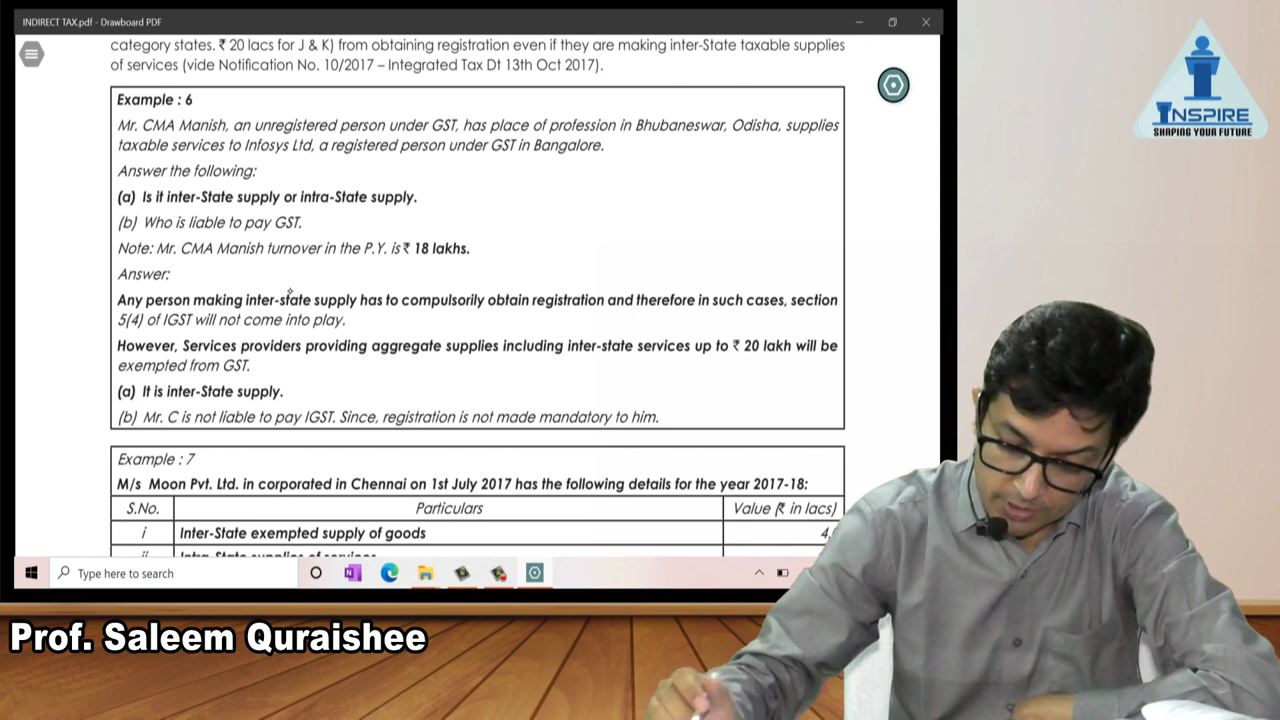 INDIRECT TAX.pdf - Drawboard PDF
category states. ₹ 20 lacs for J & K) from obtaining registration even if they are making inter-State taxable supplies
of services (vide Notification No. 10/2017 – Integrated Tax Dt 13th Oct 2017).
Example : 6
Mr. CMA Manish, an unregistered person under GST, has place of profession in Bhubaneswar, Odisha, supplies
taxable services to Infosys Ltd, a registered person under GST in Bangalore.
Answer the following:
(a) Is it inter-State supply or intra-State supply.
(b) Who is liable to pay GST.
Note: Mr. CMA Manish turnover in the P.Y. is ₹ 18 lakhs.
Answer:
Any person making inter-state supply has to compulsorily obtain registration and therefore in such cases, section
5(4) of IGST will not come into play.
However, Services providers providing aggregate supplies including inter-state services up to ₹ 20 lakh will be
exempted from GST.
(a) It is inter-State supply.
(b) Mr. C is not liable to pay IGST. Since, registration is not made mandatory to him.
Example : 7
M/s Moon Pvt. Ltd. in corporated in Chennai on 1st July 2017 has the following details for the year 2017-18:
S.No. Particulars Value (₹ in lacs)
i Inter-State exempted supply of goods 4.
ii Intra-State supplies of services
Type here to search
INSPIRE
SHAPING YOUR FUTURE
Prof. Saleem Quraishee